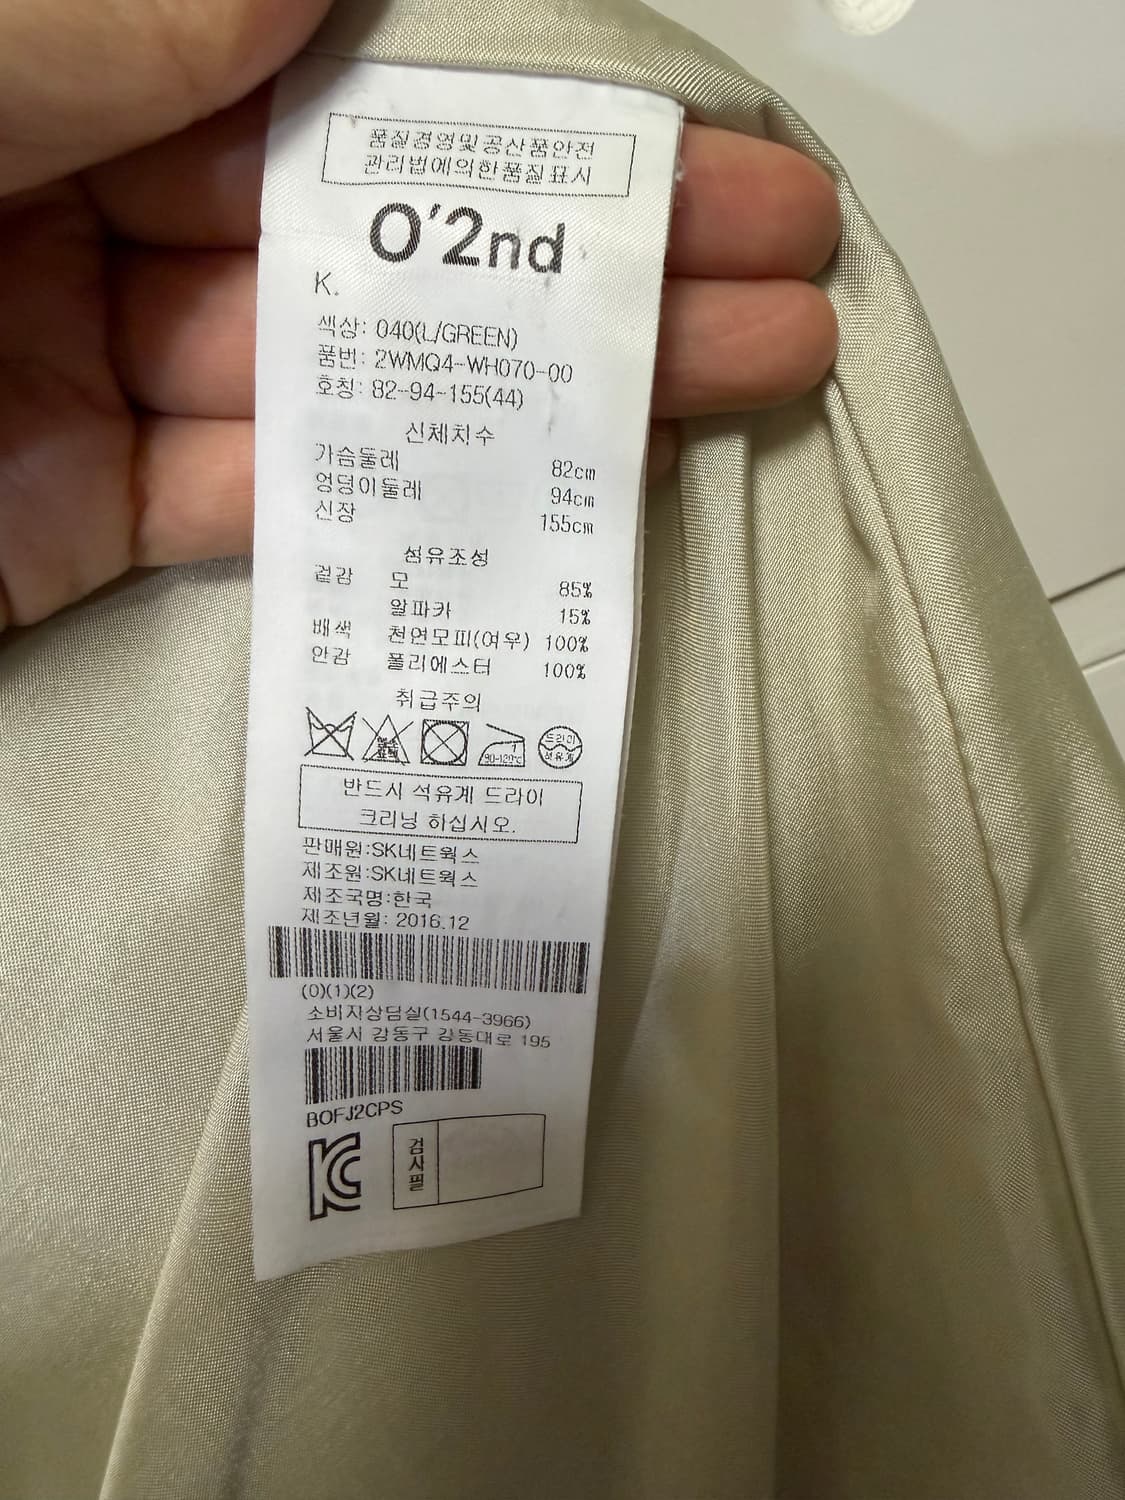 품질경영및공산품안전
관리법에의한품질표시
O'2nd
K.
색상: 040(L/GREEN)
품번: 2WMQ4-WH070-00
호칭: 82-94-155(44)
신체치수
가슴둘레 82cm
엉덩이둘레 94cm
신장 155cm
섬유조성
겉감 모 85%
알파카 15%
배색 천연모피(여우) 100%
안감 폴리에스터 100%
취급주의
염소표백
1
90-120℃
드라이
석유계
반드시 석유계 드라이
크리닝 하십시오.
판매원:SK네트웍스
제조원:SK네트웍스
제조국명:한국
제조년월: 2016.12
(0)(1)(2)
소비자상담실(1544-3966)
서울시 강동구 강동대로 195
BOFJ2CPS
KC
검사필